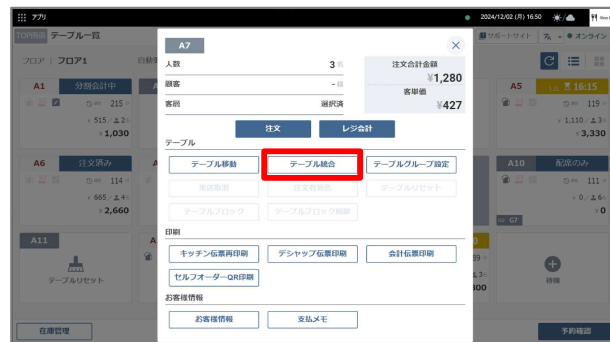 アプリ
2024/12/02 (月) 16:50
TOP画面 テーブル一覧
サポートサイト
オンライン
フロア | フロア1
A1 分割会計中
215
515 / 2
1,030
A5 16:15
119
1,110 / 3
3,330
A6 注文済み
114
665 / 4
2,660
A10 配席のみ
111
0 / 6
0
G7
A11
テーブルリセット
待機
在庫管理
予約確認
A7
人数 3 名
注文合計金額
¥1,280
顧客 - 様
客単価
¥427
客層 選択済
注文 レジ会計
テーブル
テーブル移動 テーブル統合 テーブルグループ設定
来店取消 テーブルリセット
テーブルブロック テーブルブロック解除
印刷
キッチン伝票再印刷 デシャップ伝票印刷 会計伝票印刷
セルフオーダーQR印刷
お客様情報
お客様情報 支払メモ